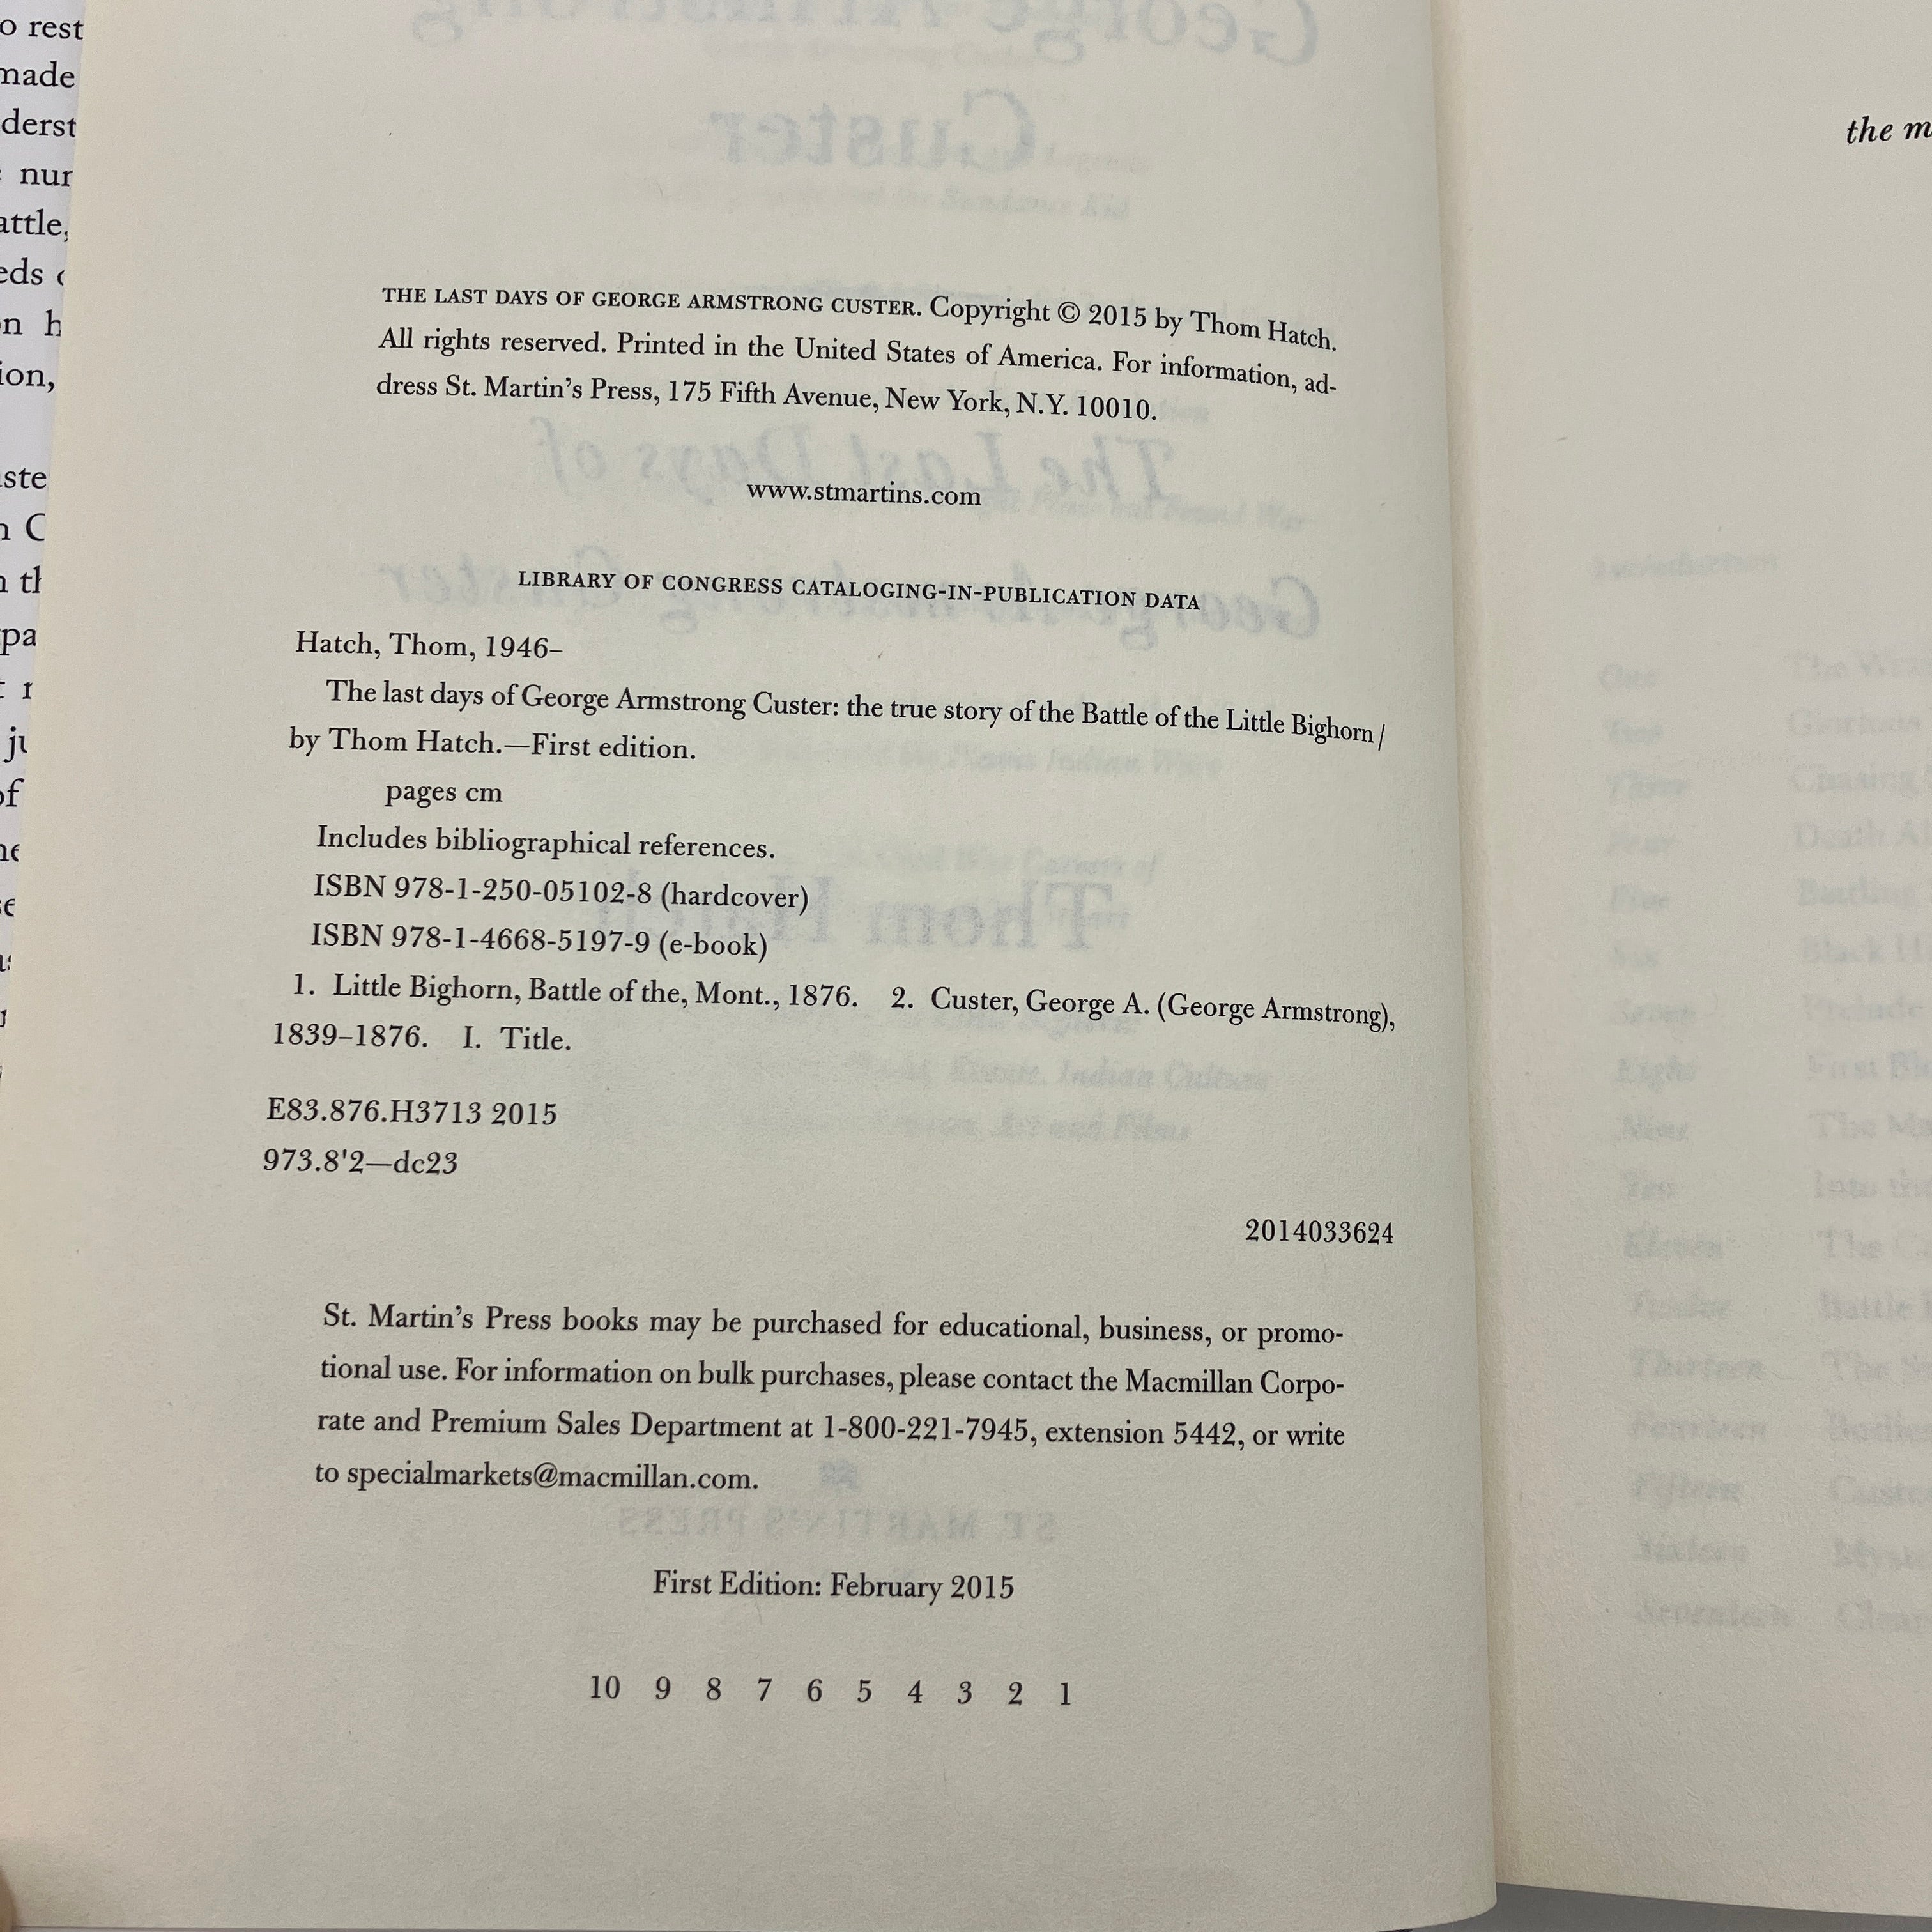 THE LAST DAYS OF GEORGE ARMSTRONG CUSTER. Copyright © 2015 by Thom Hatch.
All rights reserved. Printed in the United States of America. For information, ad-
dress St. Martin's Press, 175 Fifth Avenue, New York, N.Y. 10010.
www.stmartins.com
LIBRARY OF CONGRESS CATALOGING-IN-PUBLICATION DATA
Hatch, Thom, 1946–
The last days of George Armstrong Custer: the true story of the Battle of the Little Bighorn /
by Thom Hatch.—First edition.
pages cm
Includes bibliographical references.
ISBN 978-1-250-05102-8 (hardcover)
ISBN 978-1-4668-5197-9 (e-book)
1. Little Bighorn, Battle of the, Mont., 1876. 2. Custer, George A. (George Armstrong),
1839–1876. I. Title.
E83.876.H3713 2015
973.8'2—dc23
2014033624
St. Martin's Press books may be purchased for educational, business, or promo-
tional use. For information on bulk purchases, please contact the Macmillan Corpo-
rate and Premium Sales Department at 1-800-221-7945, extension 5442, or write
to specialmarkets@macmillan.com.
First Edition: February 2015
10 9 8 7 6 5 4 3 2 1
the m